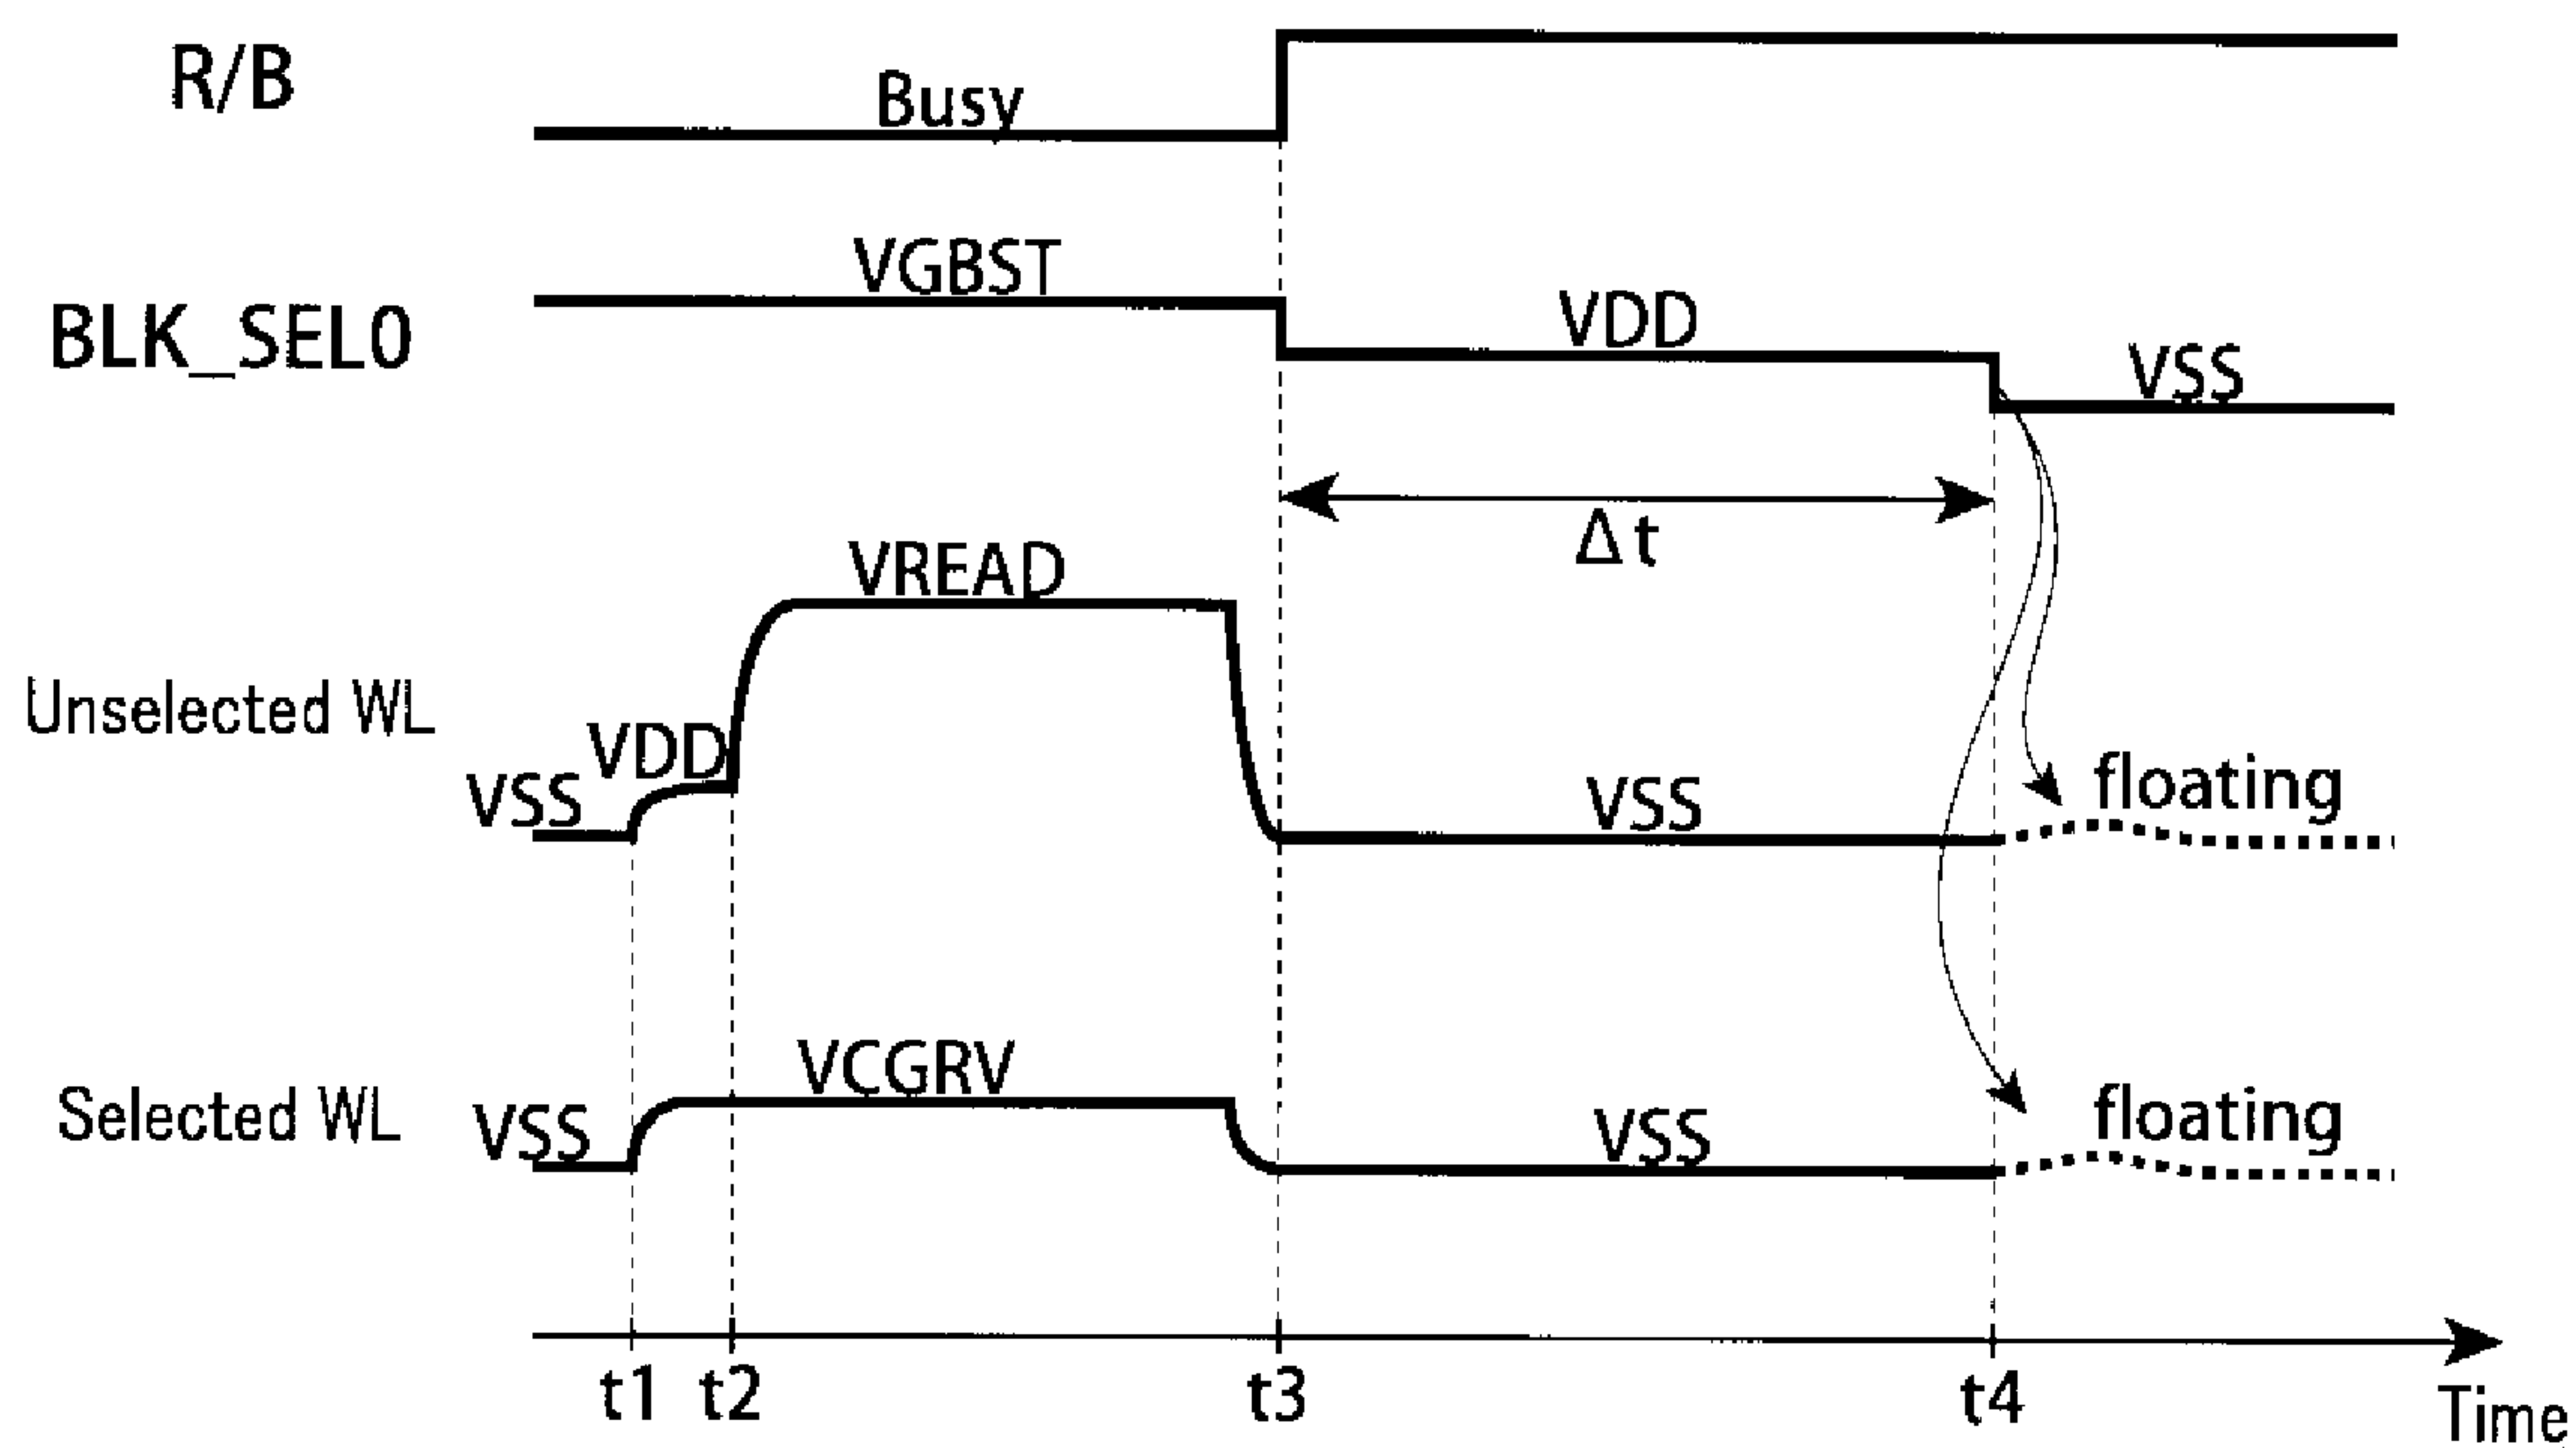 R/B
Busy
VGBST
BLK_SEL0
VDD
VSS
Δt
VREAD
Unselected WL
VSS
VDD
VSS
floating
VCGRV
Selected WL
VSS
VSS
floating
t1 t2 t3 t4
Time